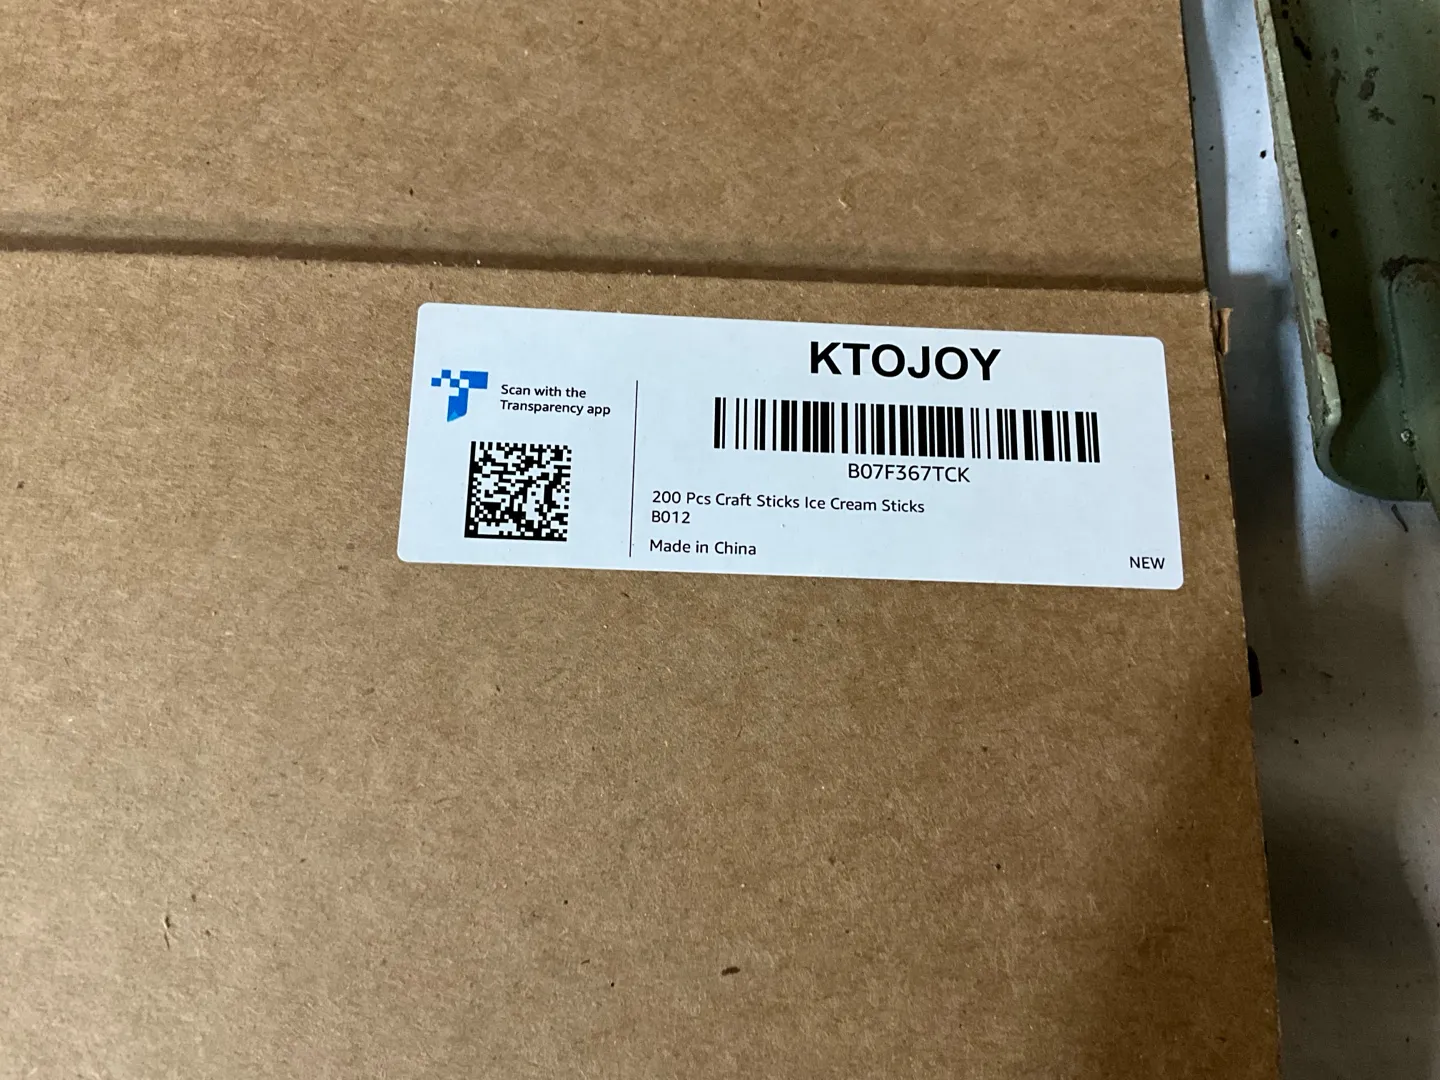 Scan with the
Transparency app
KTOJOY
B07F367TCK
200 Pcs Craft Sticks Ice Cream Sticks
B012
Made in China
NEW